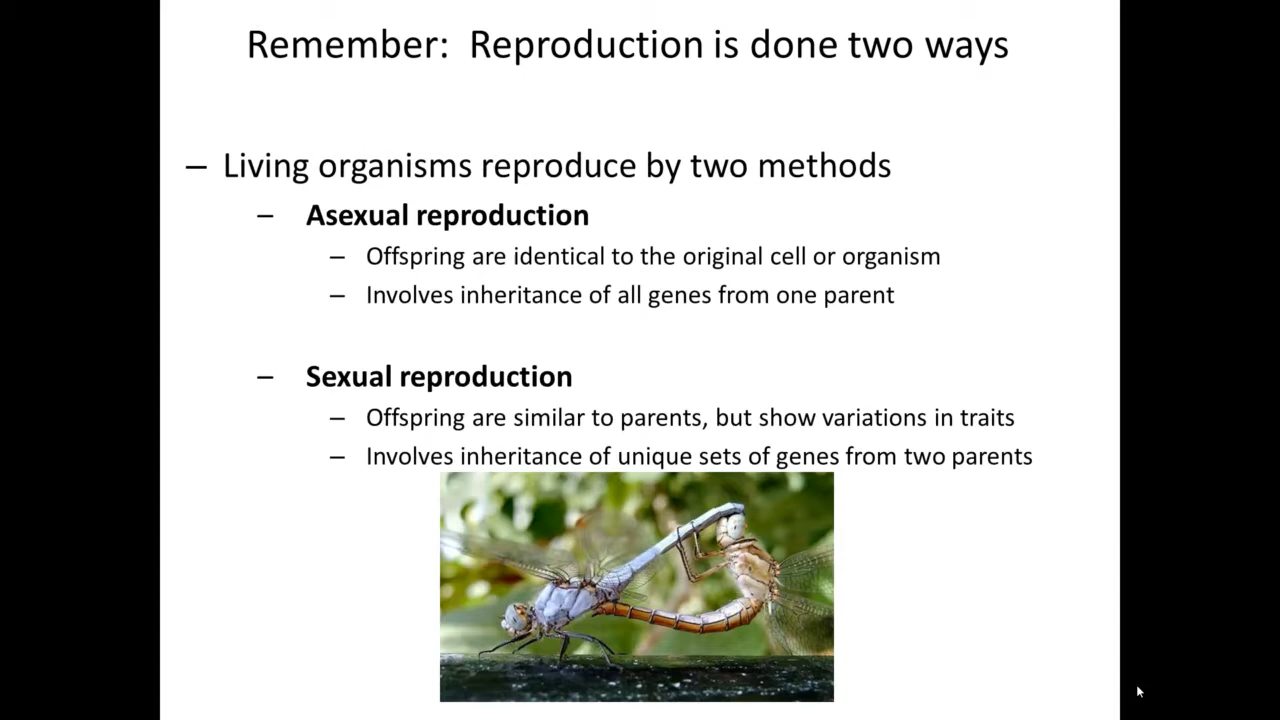 Remember:  Reproduction is done two ways
– Living organisms reproduce by two methods
– Asexual reproduction
– Offspring are identical to the original cell or organism
– Involves inheritance of all genes from one parent
– Sexual reproduction
– Offspring are similar to parents, but show variations in traits
– Involves inheritance of unique sets of genes from two parents